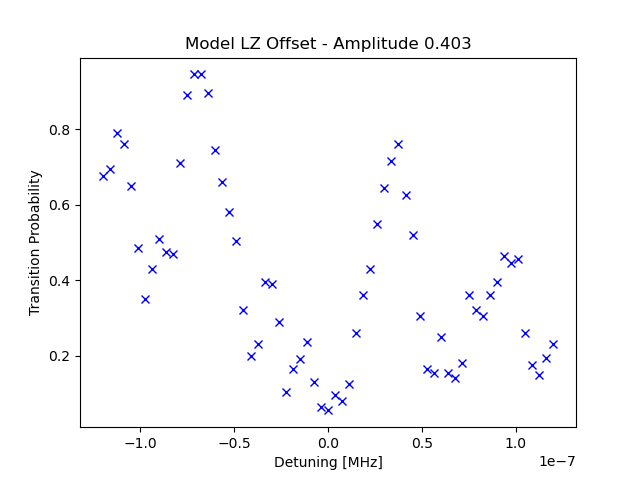 Model LZ Offset - Amplitude 0.403
Transition Probability
0.8
0.6
0.4
0.2
−1.0 −0.5 0.0 0.5 1.0
1e−7
Detuning [MHz]